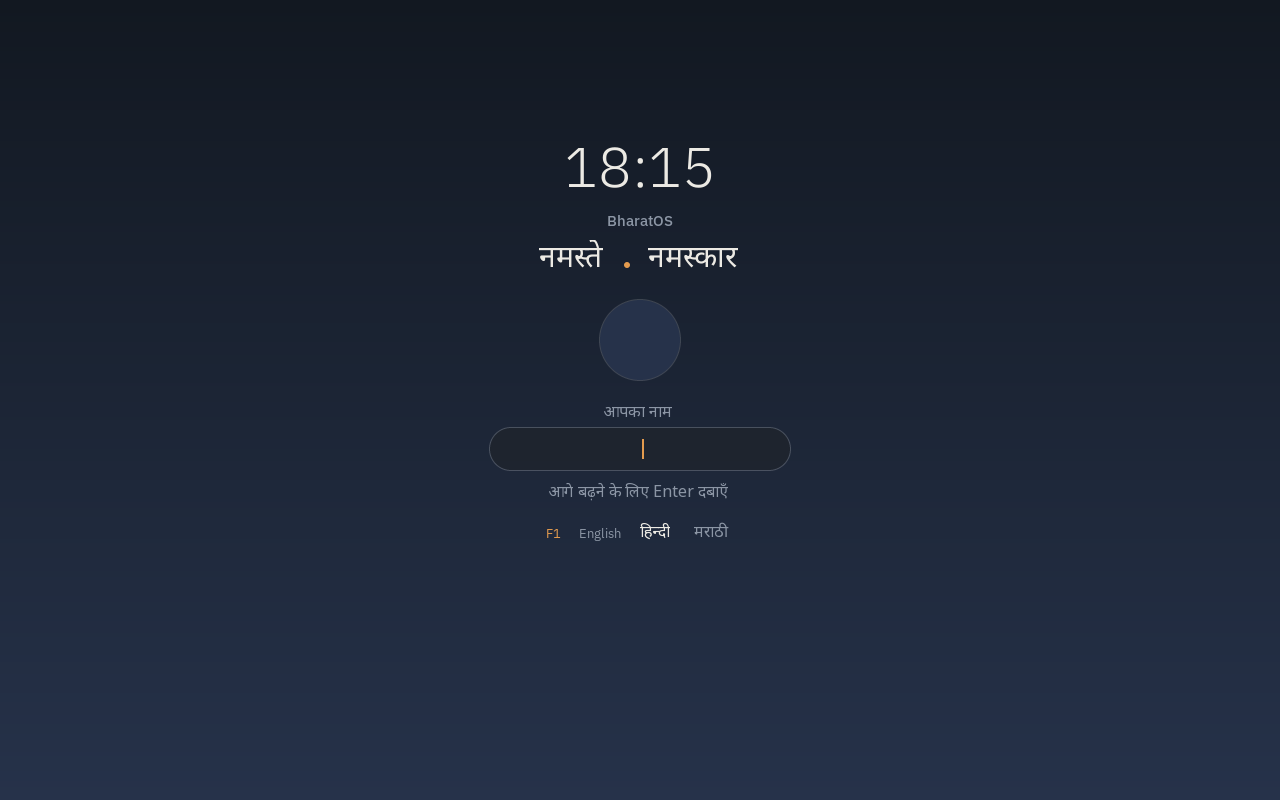 18:15
BharatOS
नमस्ते . नमस्कार
आपका नाम
आगे बढ़ने के लिए Enter दबाएँ
F1 English हिन्दी मराठी